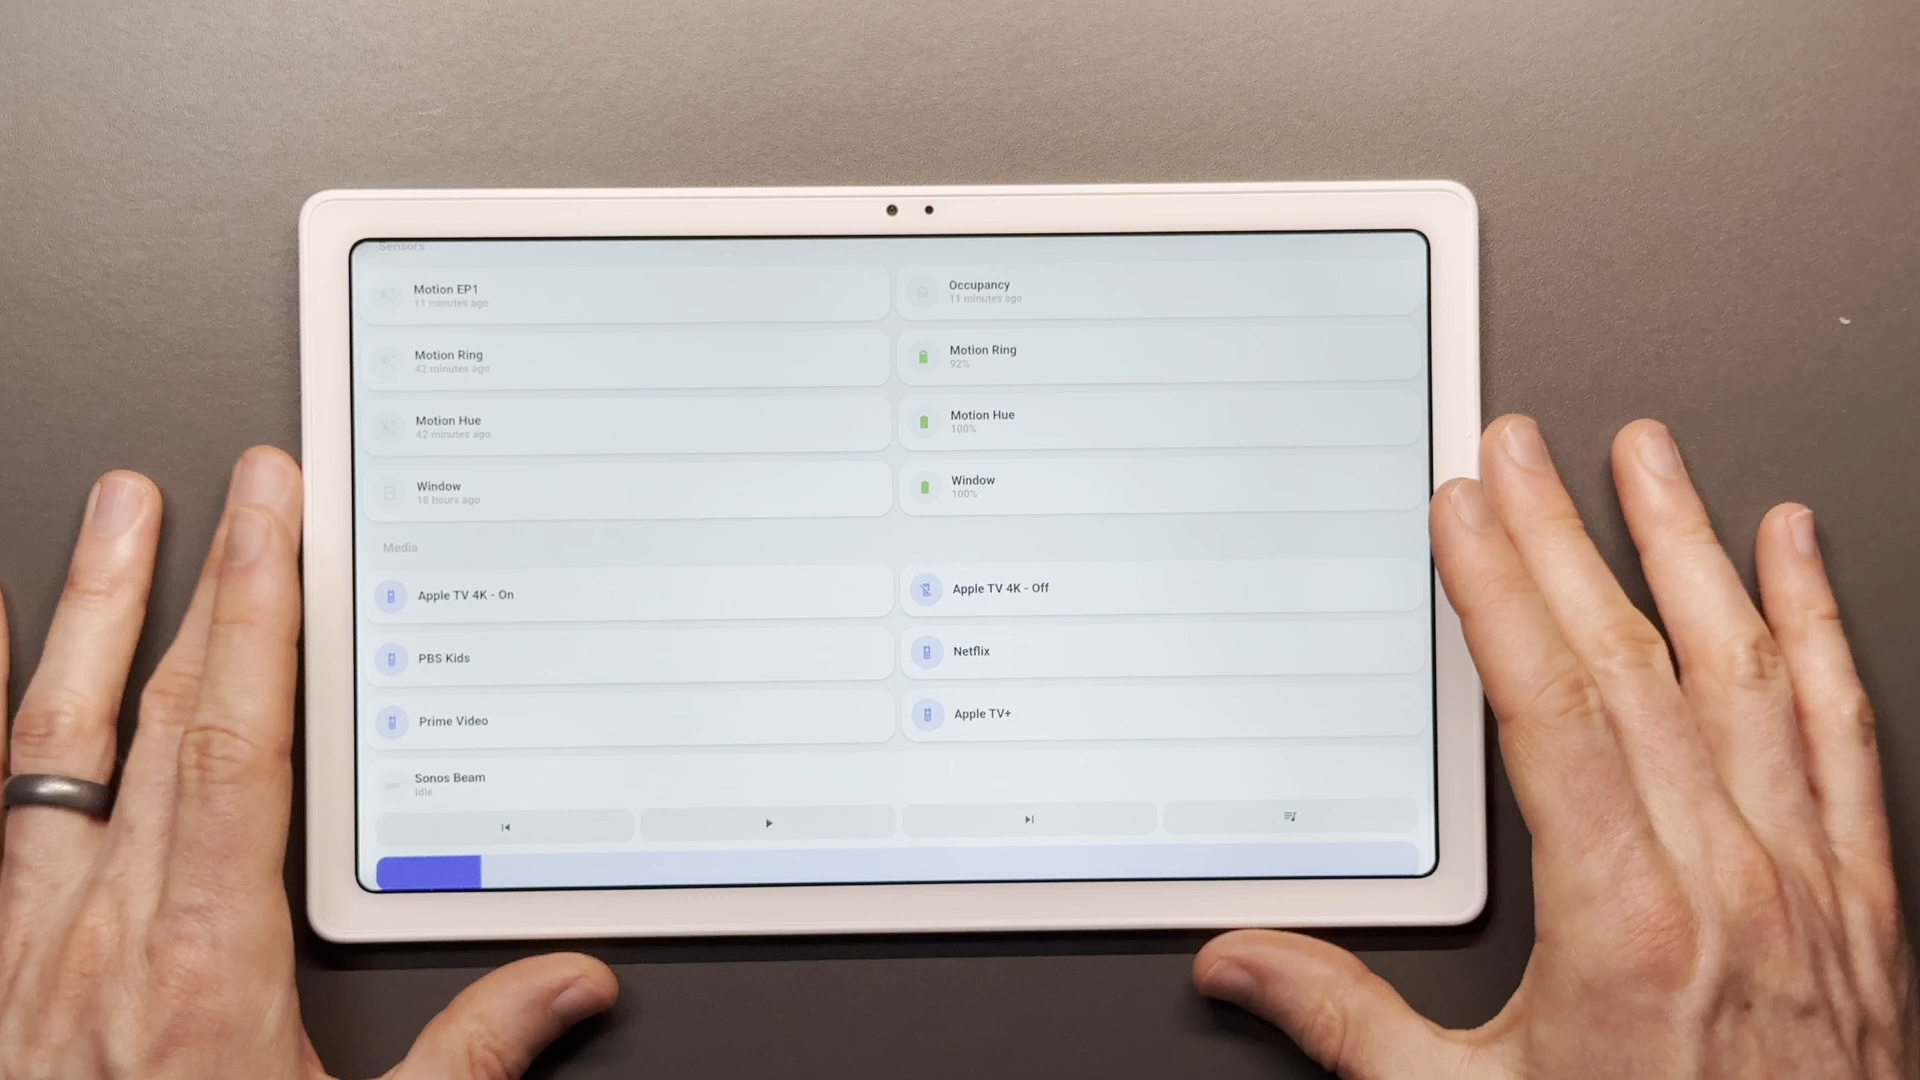 Sensors
Motion EP1
11 minutes ago
Occupancy
11 minutes ago
Motion Ring
42 minutes ago
Motion Ring
92%
Motion Hue
42 minutes ago
Motion Hue
100%
Window
18 hours ago
Window
100%
Media
Apple TV 4K - On
Apple TV 4K - Off
PBS Kids
Netflix
Prime Video
Apple TV+
Sonos Beam
Idle